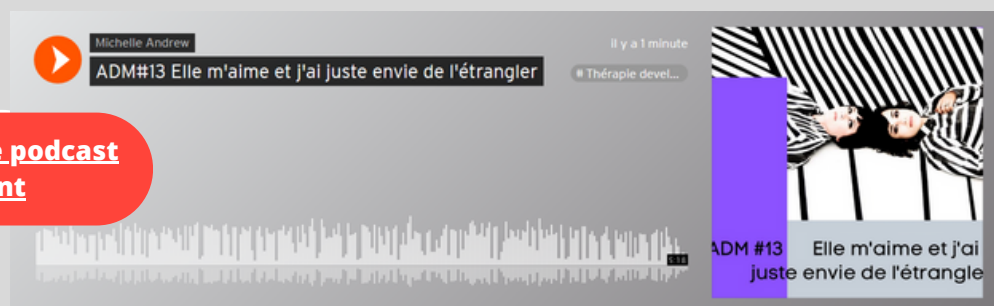 Michelle Andrew
il y a 1 minute
ADM#13 Elle m'aime et j'ai juste envie de l'étrangler
# Thérapie devel...
podcast
nt
5:18
ADM #13 Elle m'aime et j'ai
juste envie de l'étrangle